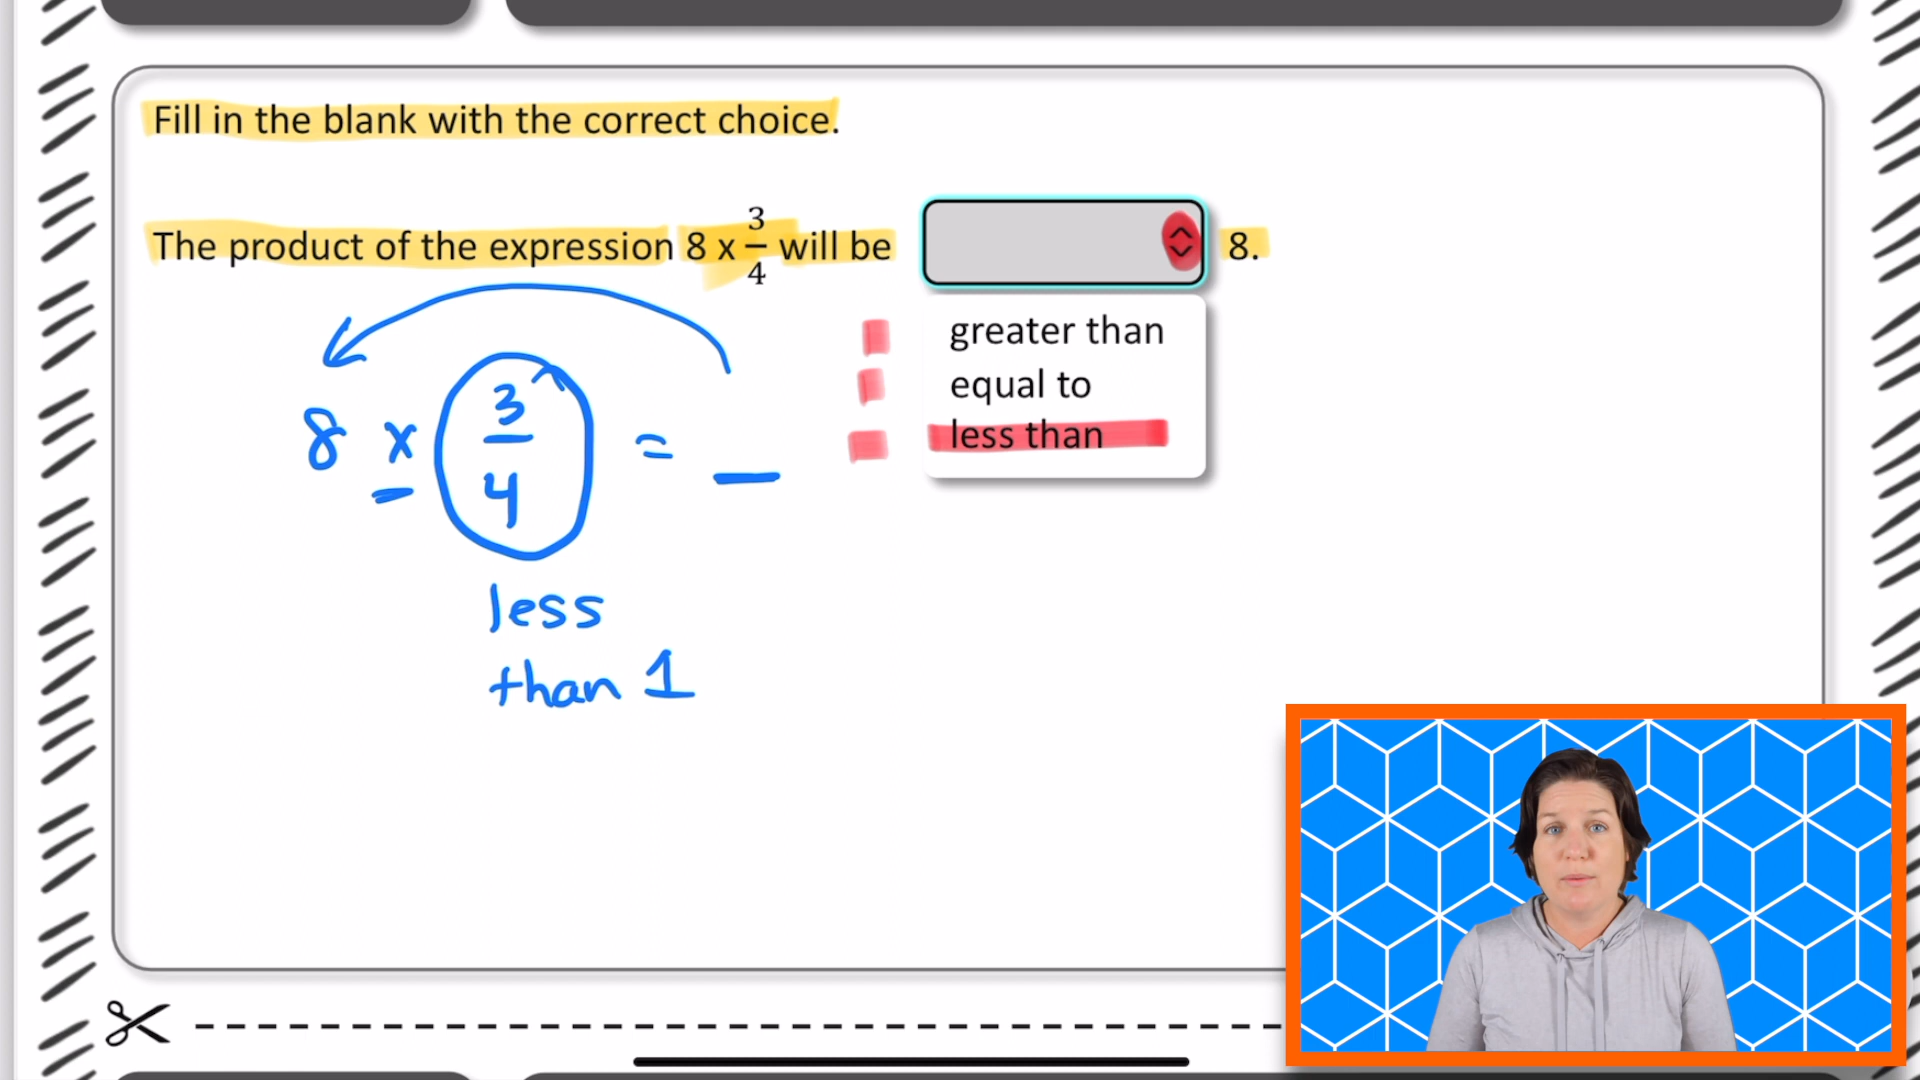 Fill in the blank with the correct choice.
The product of the expression 8 x 3/4 will be 8.
greater than
equal to
less than
8 x 3/4 = _
less
than 1